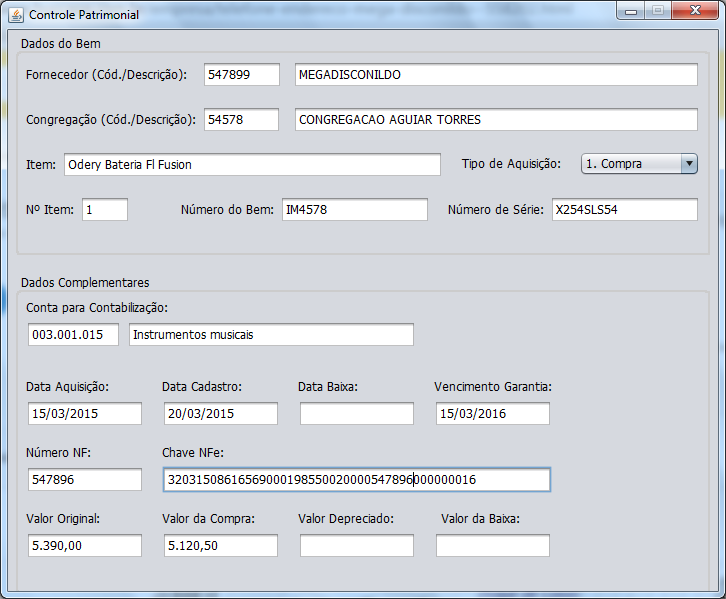 Controle Patrimonial
Dados do Bem
Fornecedor (Cód./Descrição): 547899 MEGADISCONILDO
Congregação (Cód./Descrição): 54578 CONGREGACAO AGUIAR TORRES
Item: Odery Bateria Fl Fusion Tipo de Aquisição: 1. Compra
Nº Item: 1 Número do Bem: IM4578 Número de Série: X254SLS54
Dados Complementares
Conta para Contabilização:
003.001.015 Instrumentos musicais
Data Aquisição: Data Cadastro: Data Baixa: Vencimento Garantia:
15/03/2015 20/03/2015 15/03/2016
Número NF: Chave NFe:
547896 32031508616569000198550020000547896000000016
Valor Original: Valor da Compra: Valor Depreciado: Valor da Baixa:
5.390,00 5.120,50